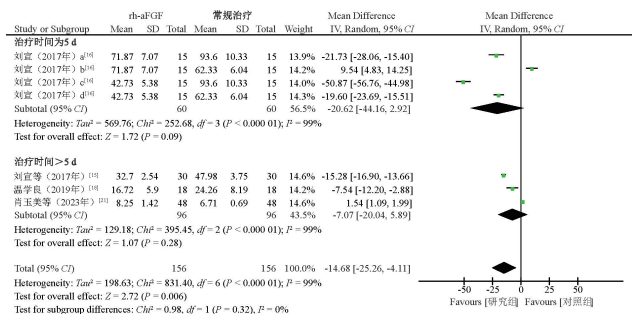 rh-aFGF 常规治疗 Mean Difference Mean Difference
Study or Subgroup Mean SD Total Mean SD Total Weight IV, Random, 95% CI IV, Random, 95% CI
治疗时间为5 d
刘宣（2017年）a[16] 71.87 7.07 15 93.6 10.33 15 13.9% -21.73 (-28.06, -15.40)
刘宣（2017年）b[16] 71.87 7.07 15 62.33 6.04 15 14.2% 9.54 (4.83, 14.25)
刘宣（2017年）c[16] 42.73 5.38 15 93.6 10.33 15 14.0% -50.87 (-56.76, -44.98)
刘宣（2017年）d[16] 42.73 5.38 15 62.33 6.04 15 14.3% -19.60 (-23.69, -15.51)
Subtotal (95% CI) 60 60 56.5% -20.62 (-44.16, 2.92)
Heterogeneity: Tau² = 569.76; Chi² = 252.68, df = 3 (P < 0.000 01); I² = 99%
Test for overall effect: Z = 1.72 (P = 0.09)
治疗时间＞5 d
刘宣等（2017年）[15] 32.7 2.54 30 47.98 3.75 30 14.6% -15.28 (-16.90, -13.66)
温学良（2019年）[18] 16.72 5.9 18 24.26 8.19 18 14.2% -7.54 (-12.20, -2.88)
肖玉美等（2023年）[21] 8.25 1.42 48 6.71 0.69 48 14.6% 1.54 (1.09, 1.99)
Subtotal (95% CI) 96 96 43.5% -7.07 (-20.04, 5.89)
Heterogeneity: Tau² = 129.18; Chi² = 395.45, df = 2 (P < 0.000 01); I² = 99%
Test for overall effect: Z = 1.07 (P = 0.28)
Total (95% CI) 156 156 100.0% -14.68 (-25.26, -4.11)
Heterogeneity: Tau² = 198.63; Chi² = 831.40, df = 6 (P < 0.000 01); I² = 99%
Test for overall effect: Z = 2.72 (P = 0.006)
Test for subgroup differences: Chi² = 0.98, df = 1 (P = 0.32), I² = 0%
-50 -25 0 25 50
Favours [研究组] Favours [对照组]